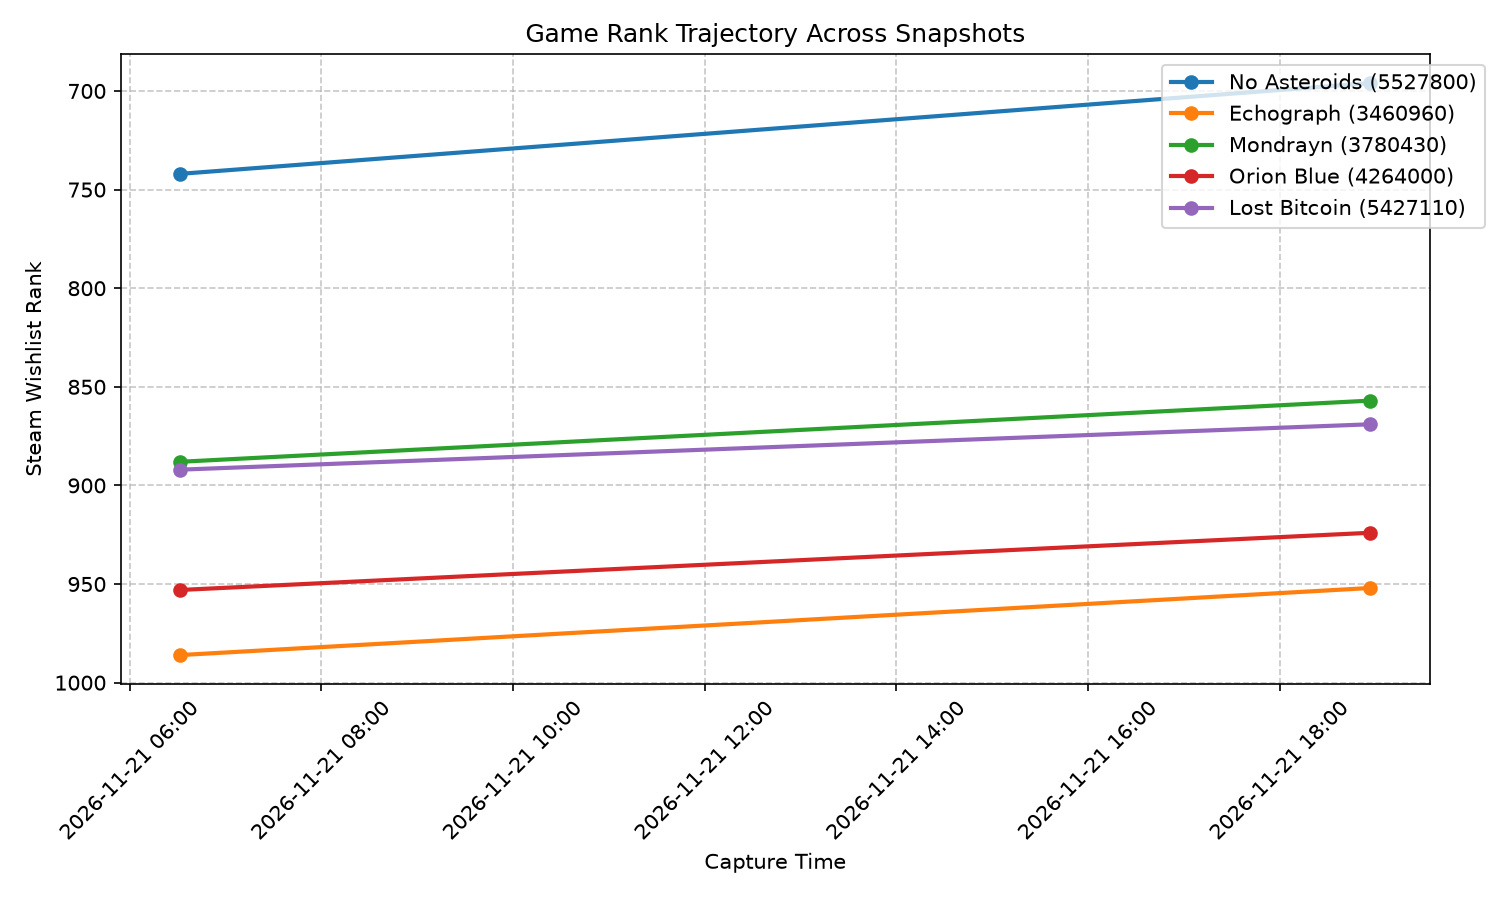 Game Rank Trajectory Across Snapshots
No Asteroids (5527800)
Echograph (3460960)
Mondrayn (3780430)
Orion Blue (4264000)
Lost Bitcoin (5427110)
Steam Wishlist Rank
700
750
800
850
900
950
1000
2026-11-21 06:00
2026-11-21 08:00
2026-11-21 10:00
2026-11-21 12:00
2026-11-21 14:00
2026-11-21 16:00
2026-11-21 18:00
Capture Time